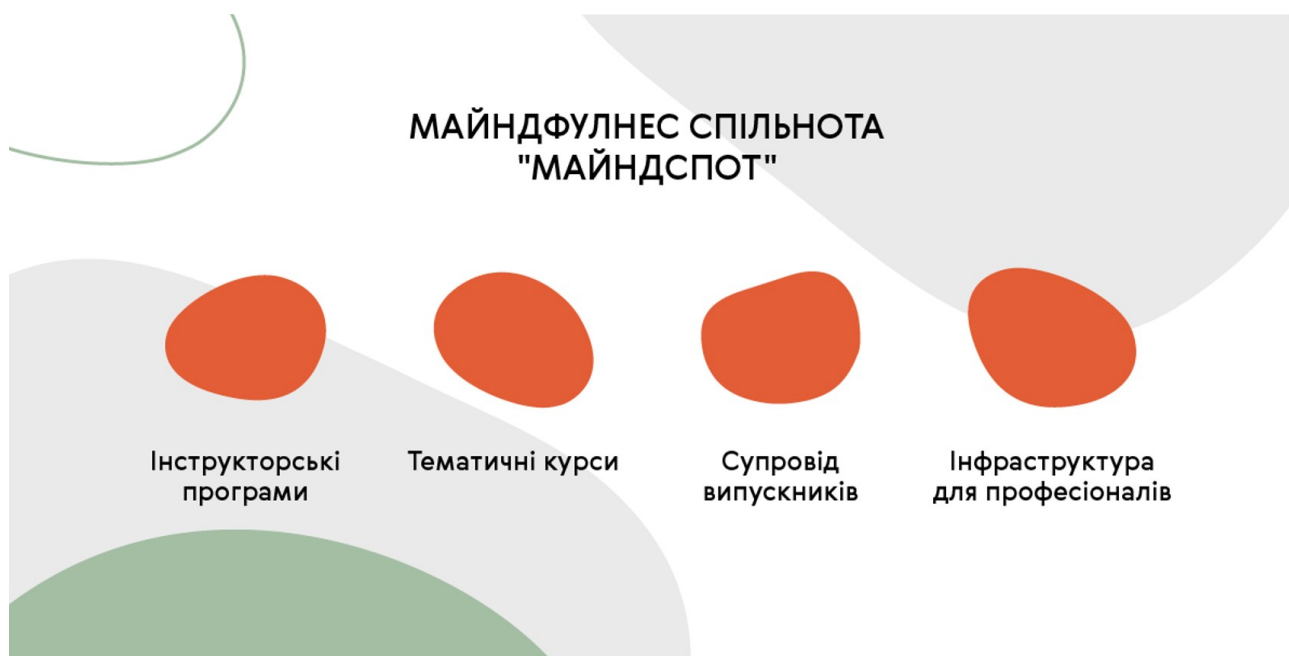 МАЙНДФУЛНЕС СПІЛЬНОТА
"МАЙНДСПОТ"
Інструкторські
програми
Тематичні курси
Супровід
випускників
Інфраструктура
для професіоналів